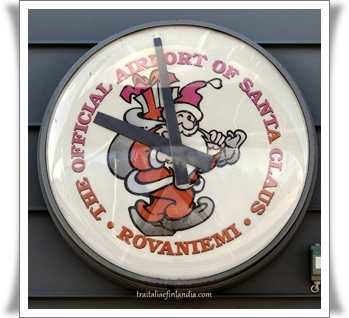 THE OFFICIAL AIRPORT OF SANTA CLAUS
• ROVANIEMI •
traitaliaefinlandia.com